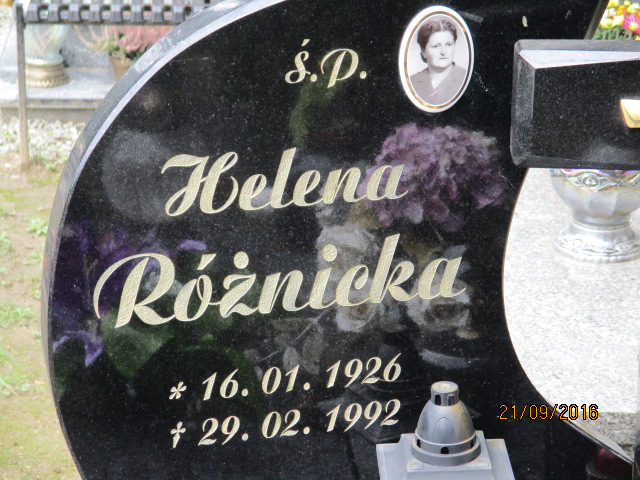 Ś.P.
Helena
Różnicka
* 16. 01. 1926
† 29. 02. 1992
21/09/2016